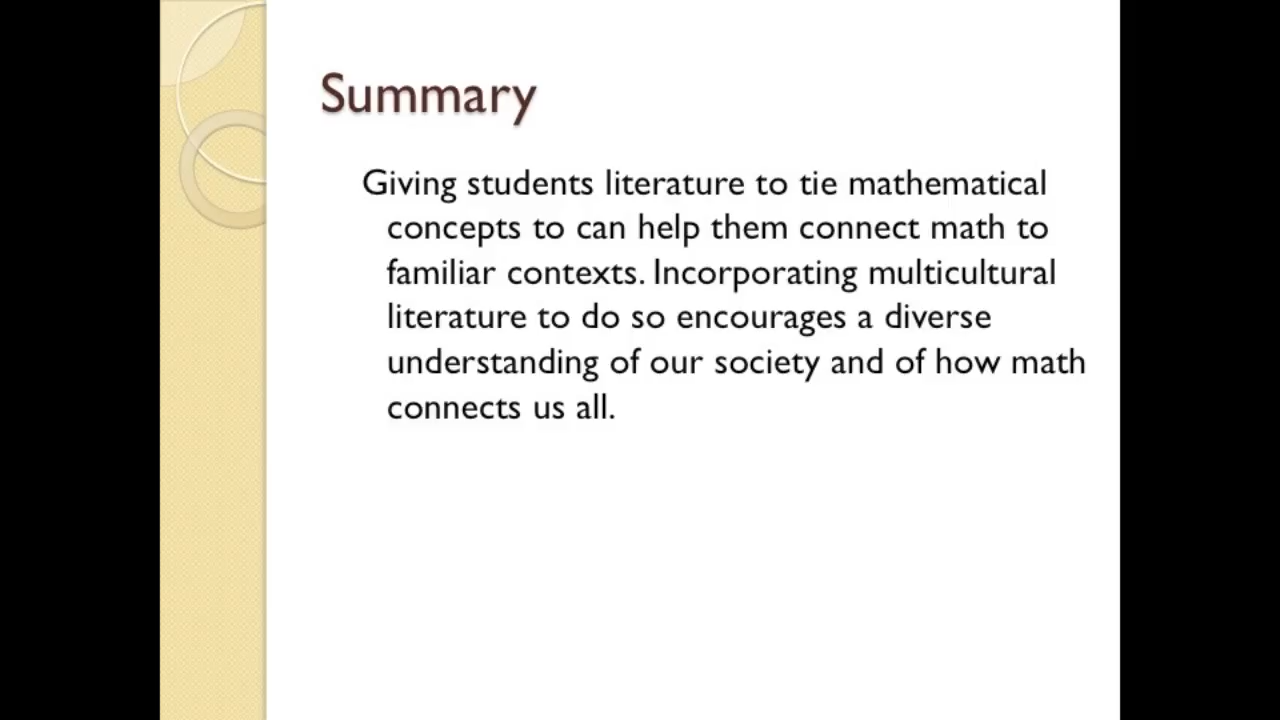 Summary
Giving students literature to tie mathematical
concepts to can help them connect math to
familiar contexts. Incorporating multicultural
literature to do so encourages a diverse
understanding of our society and of how math
connects us all.